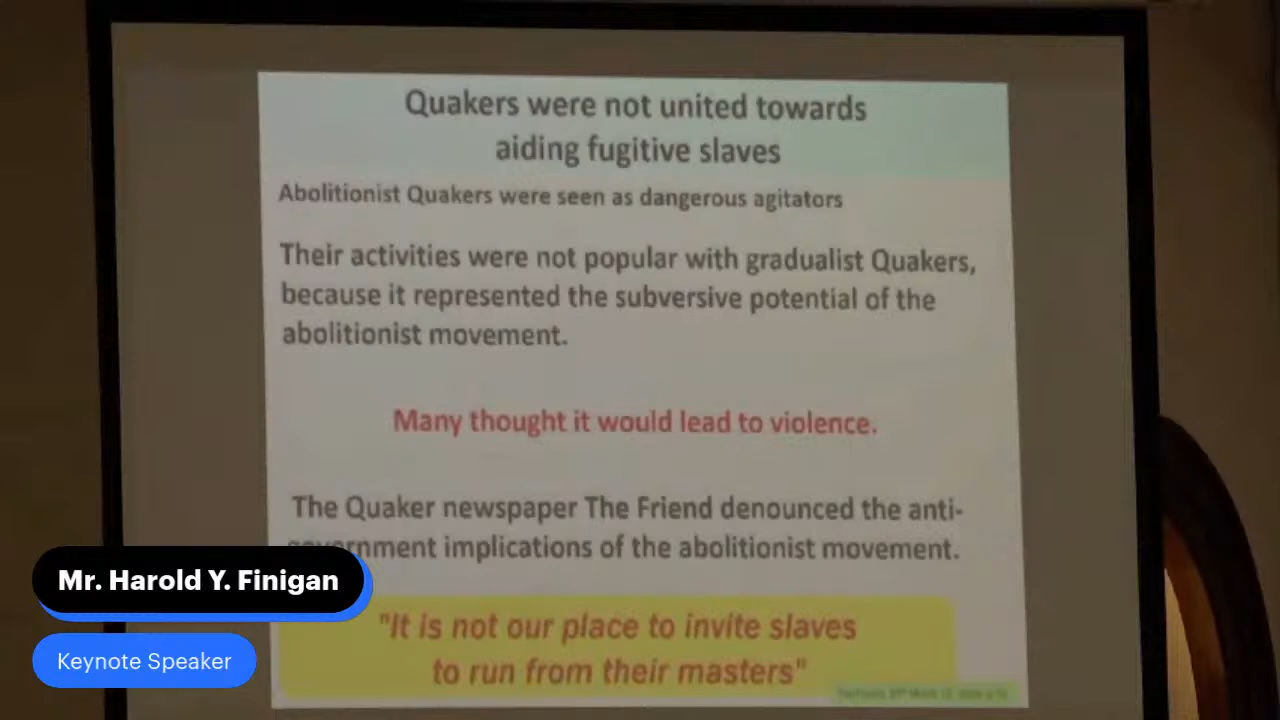 Quakers were not united towards
aiding fugitive slaves
Abolitionist Quakers were seen as dangerous agitators
Their activities were not popular with gradualist Quakers,
because it represented the subversive potential of the
abolitionist movement.
Many thought it would lead to violence.
The Quaker newspaper The Friend denounced the anti-
government implications of the abolitionist movement.
"It is not our place to invite slaves
to run from their masters"
Mr. Harold Y. Finigan
Keynote Speaker